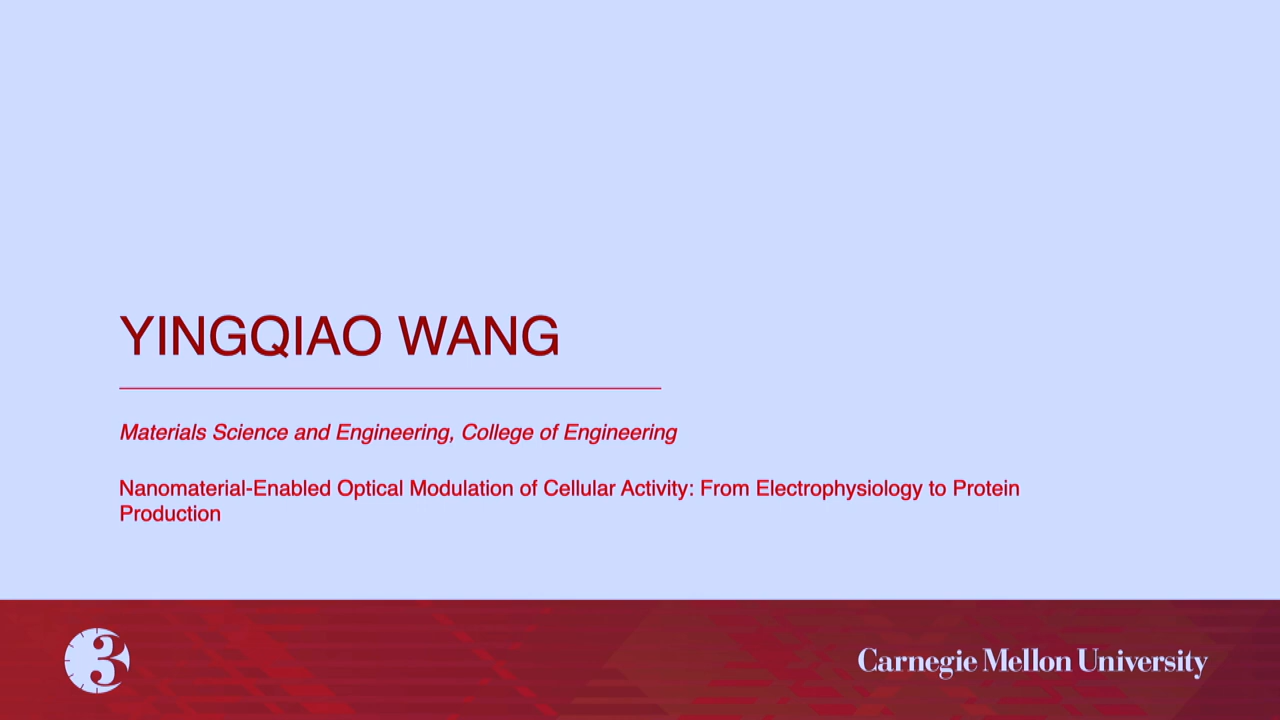 YINGQIAO WANG
Materials Science and Engineering, College of Engineering
Nanomaterial-Enabled Optical Modulation of Cellular Activity: From Electrophysiology to Protein
Production
3
Carnegie Mellon University